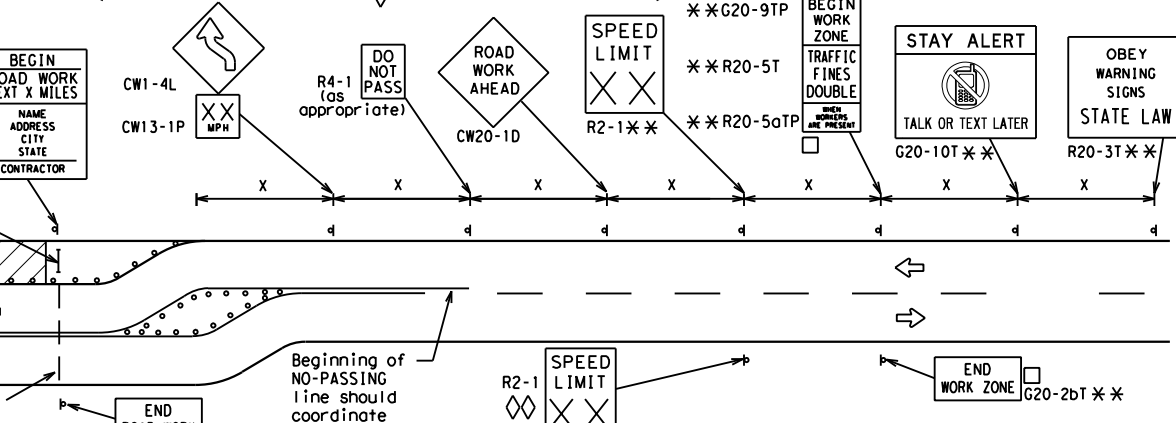 BEGIN
ROAD WORK
NEXT X MILES
NAME
ADDRESS
CITY
STATE
CONTRACTOR
CW1-4L
CW13-1P
XX
MPH
R4-1
(as
appropriate)
DO
NOT
PASS
ROAD
WORK
AHEAD
CW20-1D
SPEED
LIMIT
XX
R2-1**
**G20-9TP
**R20-5T
**R20-5aTP
BEGIN
WORK
ZONE
TRAFFIC
FINES
DOUBLE
WHEN
WORKERS
ARE PRESENT
STAY ALERT
TALK OR TEXT LATER
G20-10T**
OBEY
WARNING
SIGNS
STATE LAW
R20-3T**
X X X X X X X
Beginning of
NO-PASSING
line should
coordinate
R2-1
SPEED
LIMIT
XX
END
WORK ZONE
G20-2bT**
END
ROAD WORK